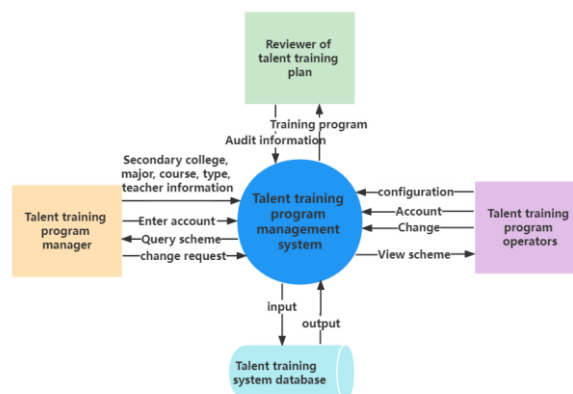 Reviewer of
talent training
plan
Training program
Audit information
Secondary college,
major, course, type,
teacher information
Talent training
program
manager
Enter account
Query scheme
change request
Talent training
program
management
system
configuration
Account
Change
View scheme
Talent training
program
operators
input
output
Talent training
system database